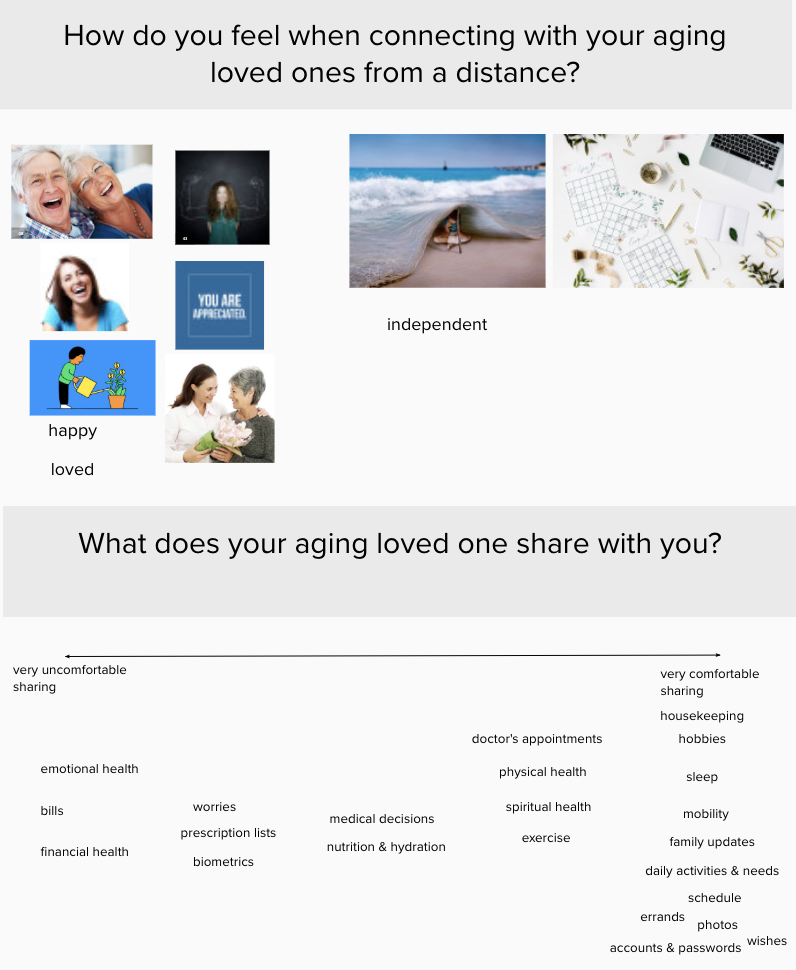 How do you feel when connecting with your aging
loved ones from a distance?
YOU ARE
APPRECIATED.
independent
happy
loved
What does your aging loved one share with you?
very uncomfortable
sharing
very comfortable
sharing
housekeeping
doctor's appointments
hobbies
emotional health
physical health
sleep
bills
worries
spiritual health
mobility
medical decisions
prescription lists
exercise
family updates
nutrition & hydration
financial health
biometrics
daily activities & needs
schedule
errands
photos
wishes
accounts & passwords